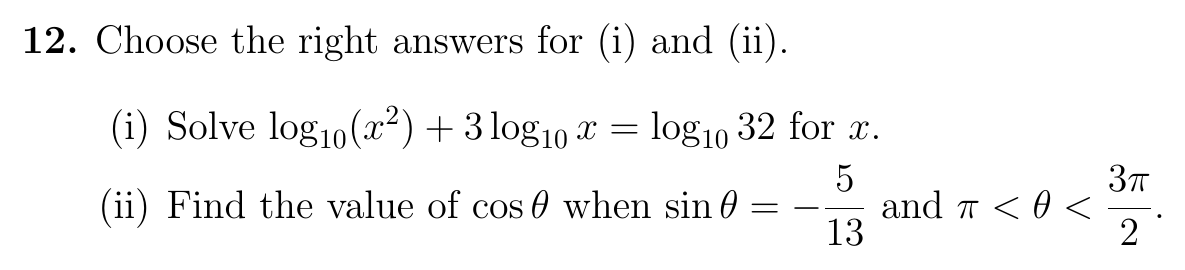 12. Choose the right answers for (i) and (ii).
(i) Solve log₁₀(x²) + 3 log₁₀ x = log₁₀ 32 for x.
(ii) Find the value of cos θ when sin θ = −5/13 and π < θ < 3π/2.